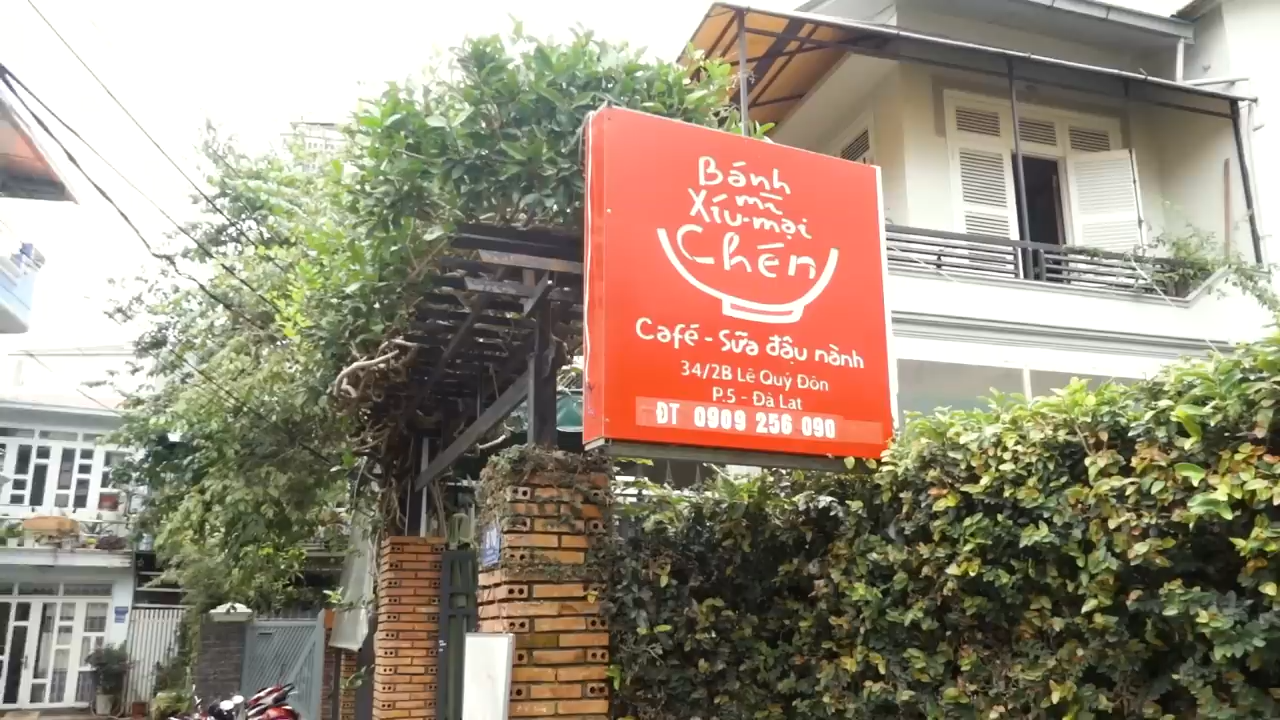 Bánh
mì
Xíu-mại
Chén
Café - Sữa đậu nành
34/2B Lê Quý Đôn
P.5 - Đà Lạt
ĐT 0909 256 090